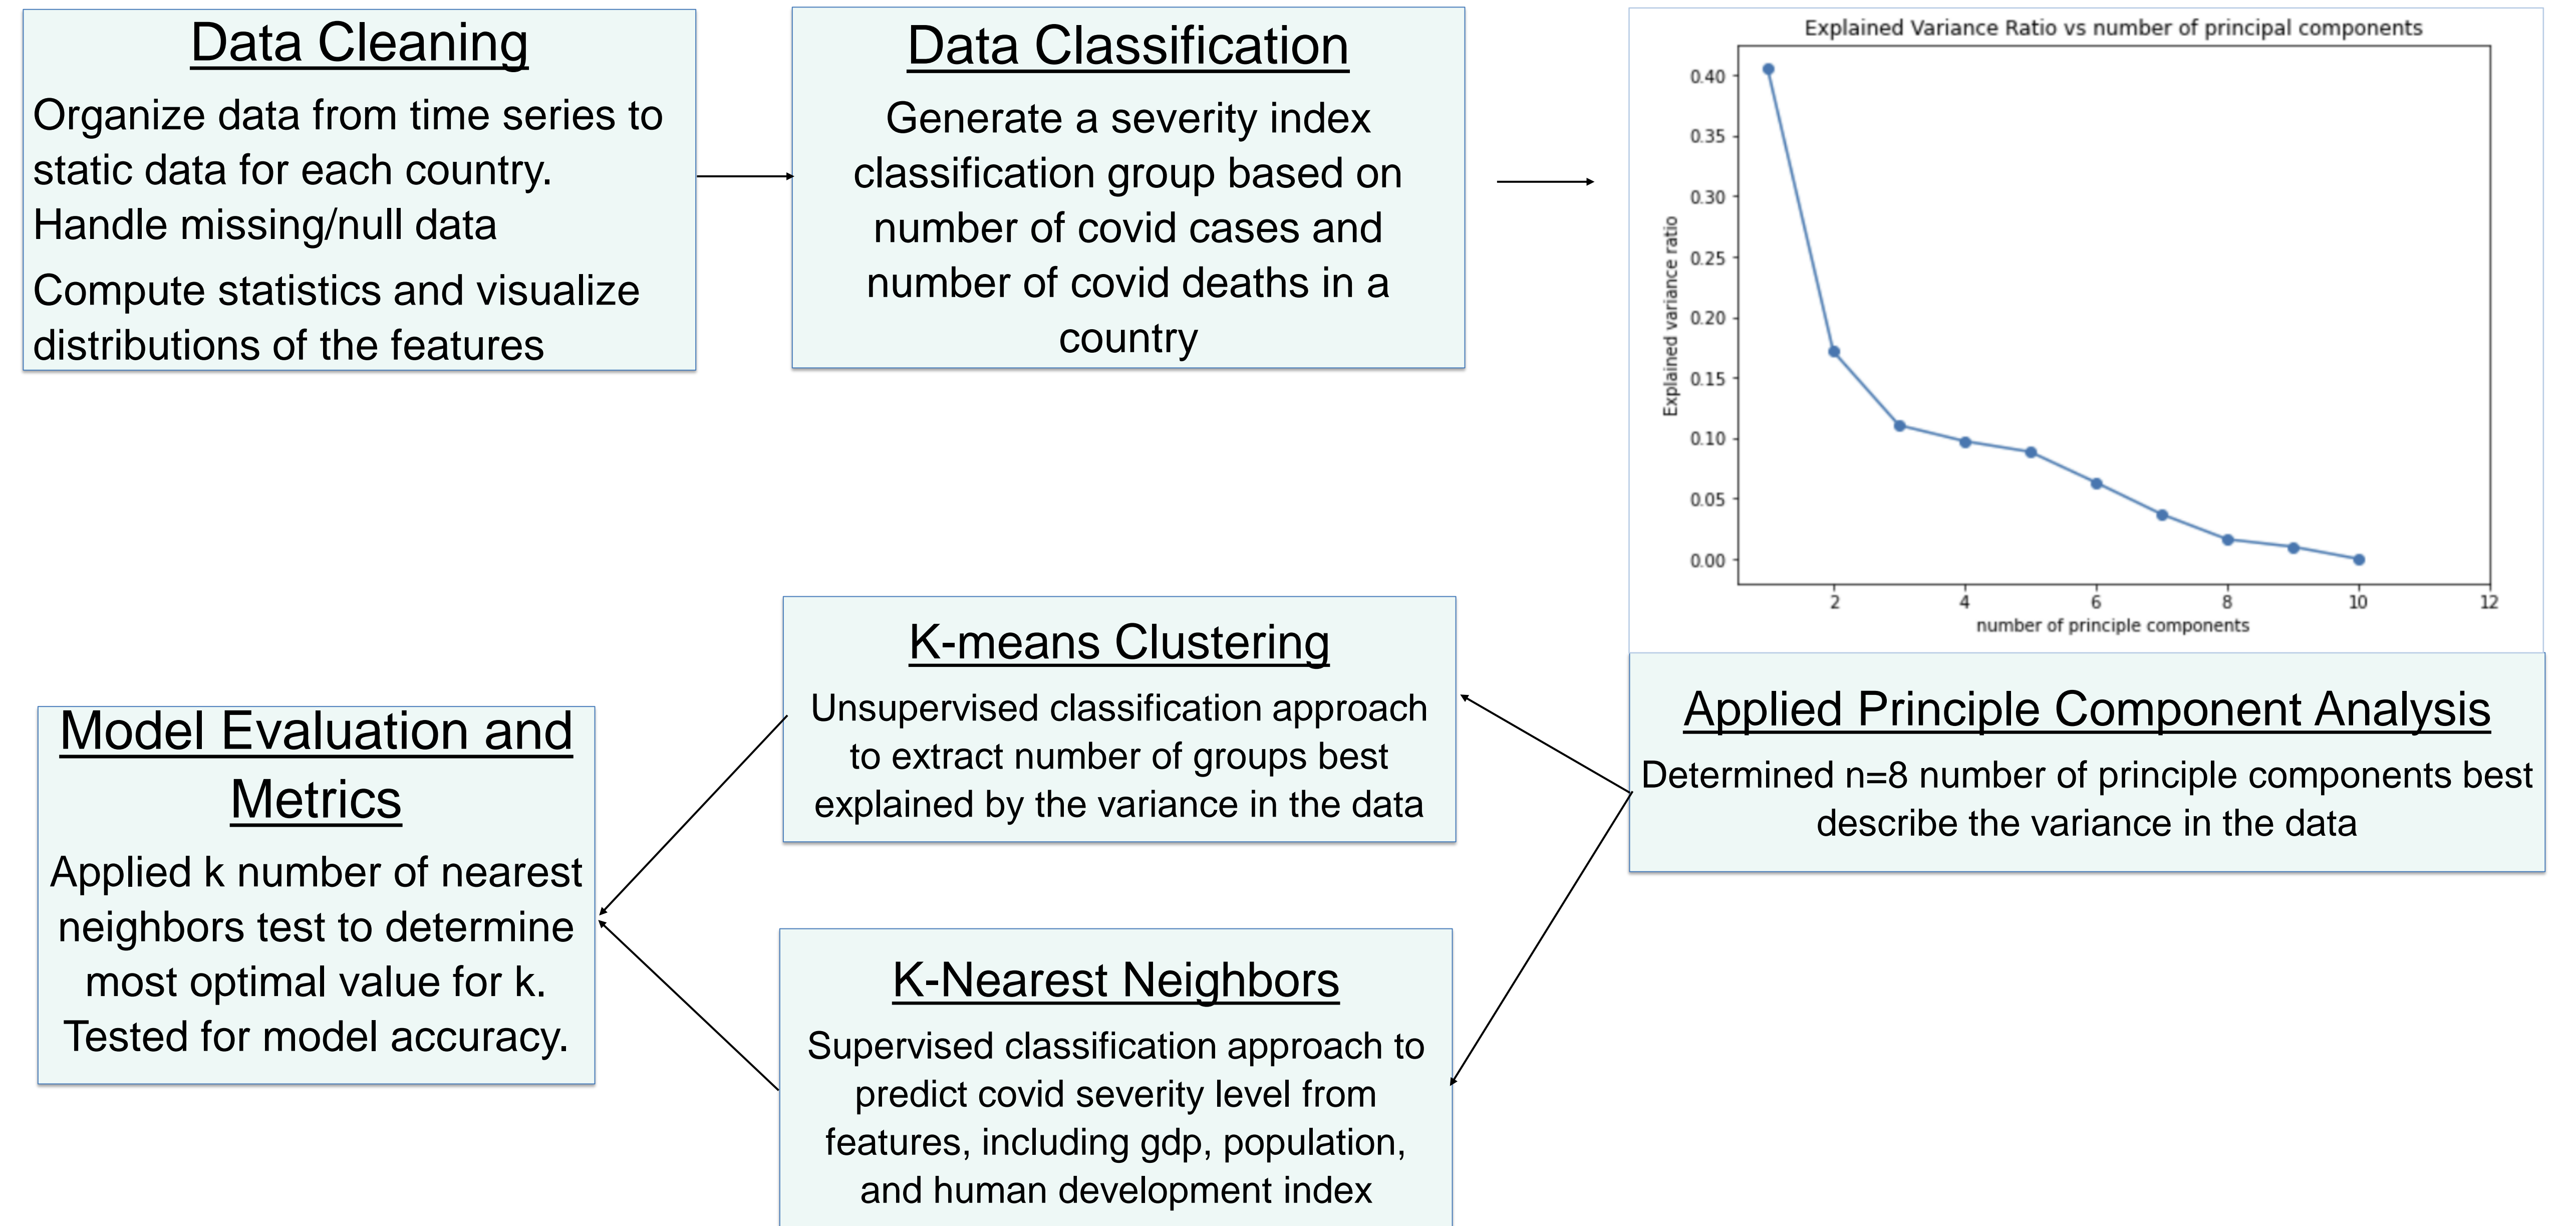 Data Cleaning
Organize data from time series to
static data for each country.
Handle missing/null data
Compute statistics and visualize
distributions of the features
Data Classification
Generate a severity index
classification group based on
number of covid cases and
number of covid deaths in a
country
Explained Variance Ratio vs number of principal components
Explained variance ratio
0.40
0.35
0.30
0.25
0.20
0.15
0.10
0.05
0.00
2 4 6 8 10 12
number of principle components
Applied Principle Component Analysis
Determined n=8 number of principle components best
describe the variance in the data
K-means Clustering
Unsupervised classification approach
to extract number of groups best
explained by the variance in the data
K-Nearest Neighbors
Supervised classification approach to
predict covid severity level from
features, including gdp, population,
and human development index
Model Evaluation and
Metrics
Applied k number of nearest
neighbors test to determine
most optimal value for k.
Tested for model accuracy.